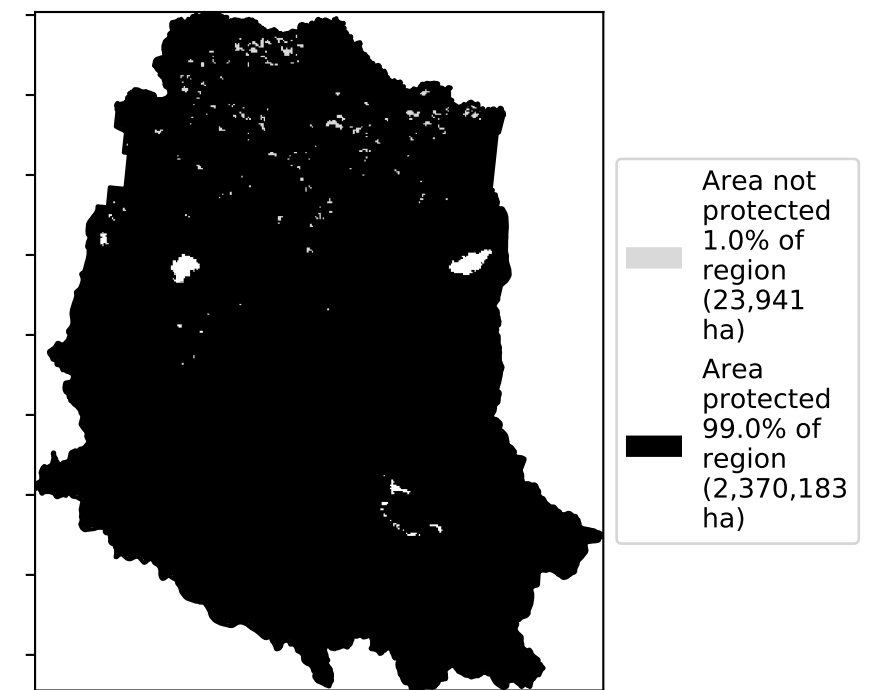 Area not
protected
1.0% of
region
(23,941
ha)
Area
protected
99.0% of
region
(2,370,183
ha)